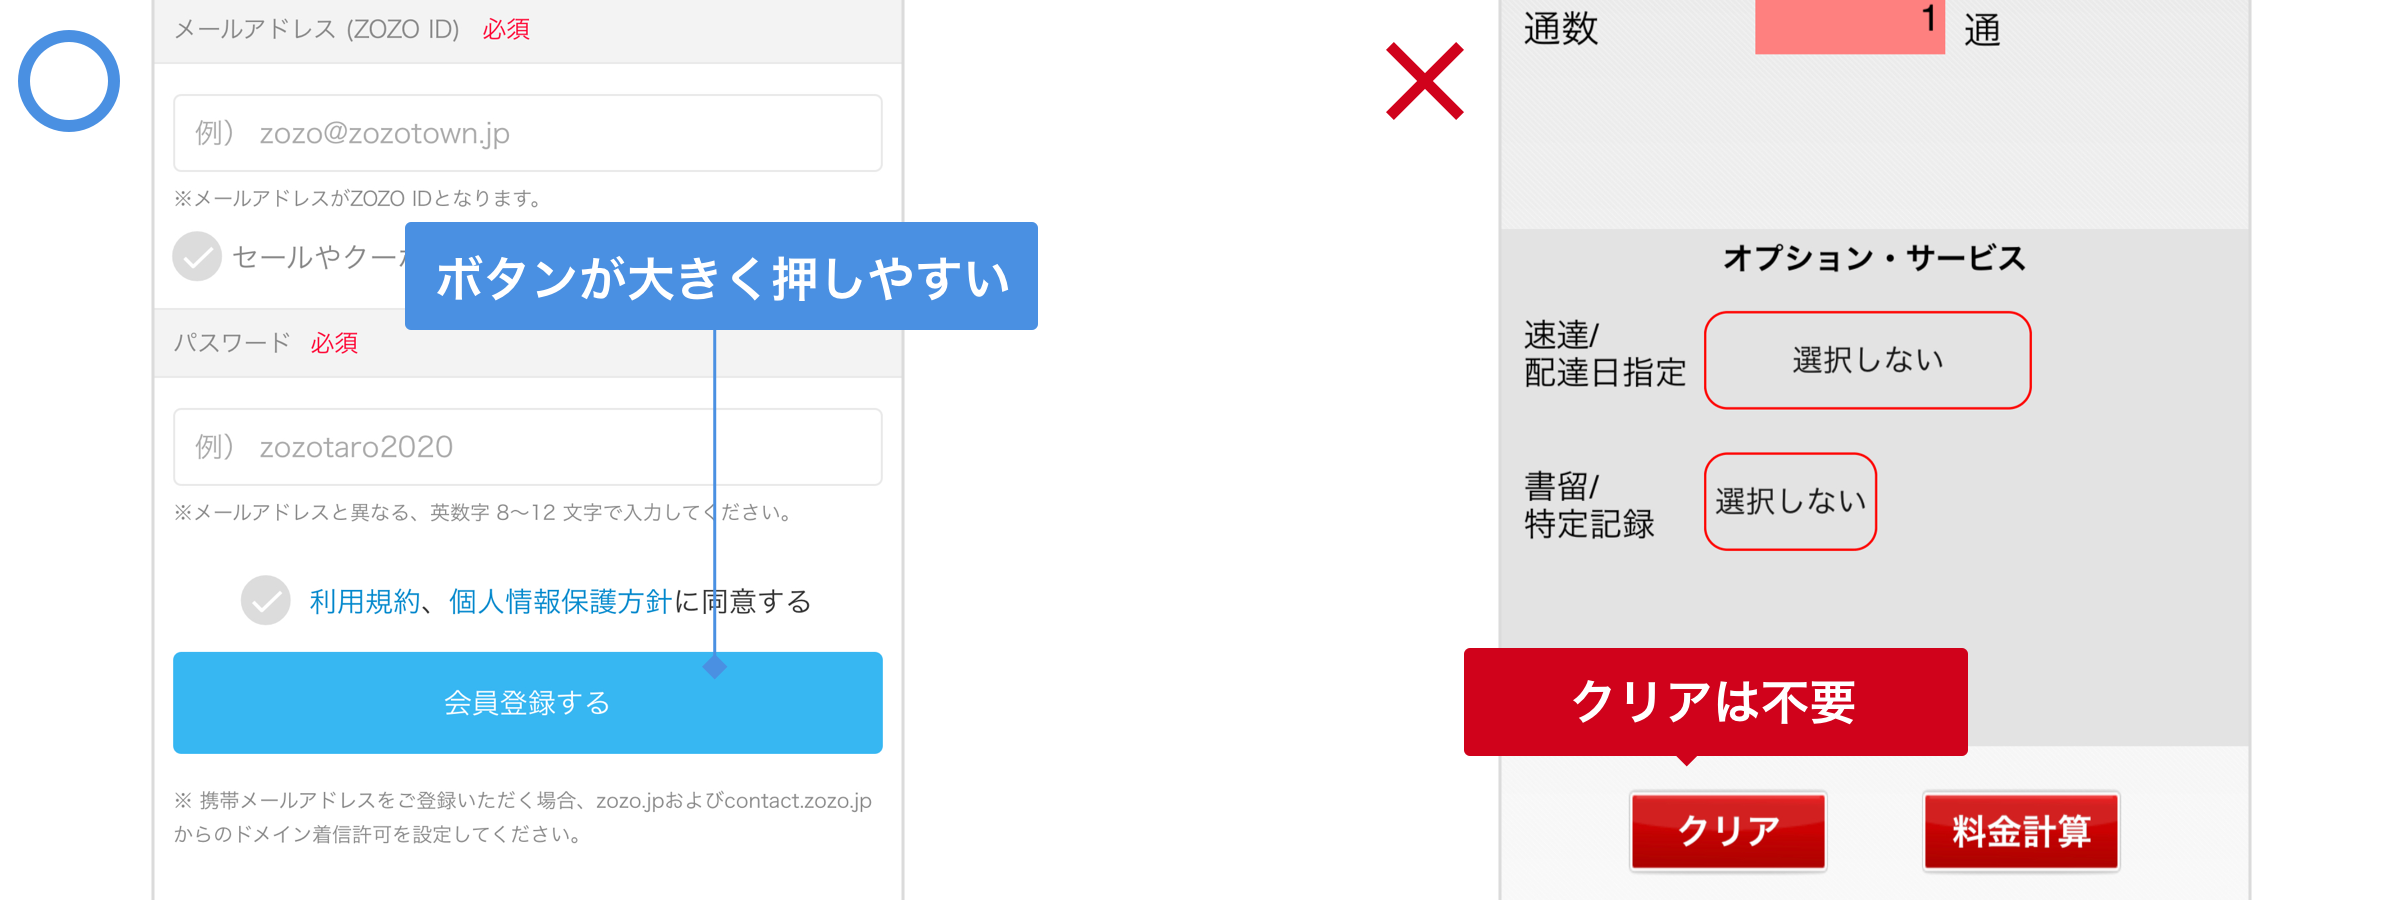 メールアドレス (ZOZO ID) 必須
例） zozo@zozotown.jp
※メールアドレスがZOZO IDとなります。
セールやクー
ボタンが大きく押しやすい
パスワード 必須
例） zozotaro2020
※メールアドレスと異なる、英数字 8〜12 文字で入力してください。
利用規約、個人情報保護方針に同意する
会員登録する
※ 携帯メールアドレスをご登録いただく場合、zozo.jpおよびcontact.zozo.jp
からのドメイン着信許可を設定してください。
通数 1 通
オプション・サービス
速達/
配達日指定
選択しない
書留/
特定記録
選択しない
クリアは不要
クリア
料金計算